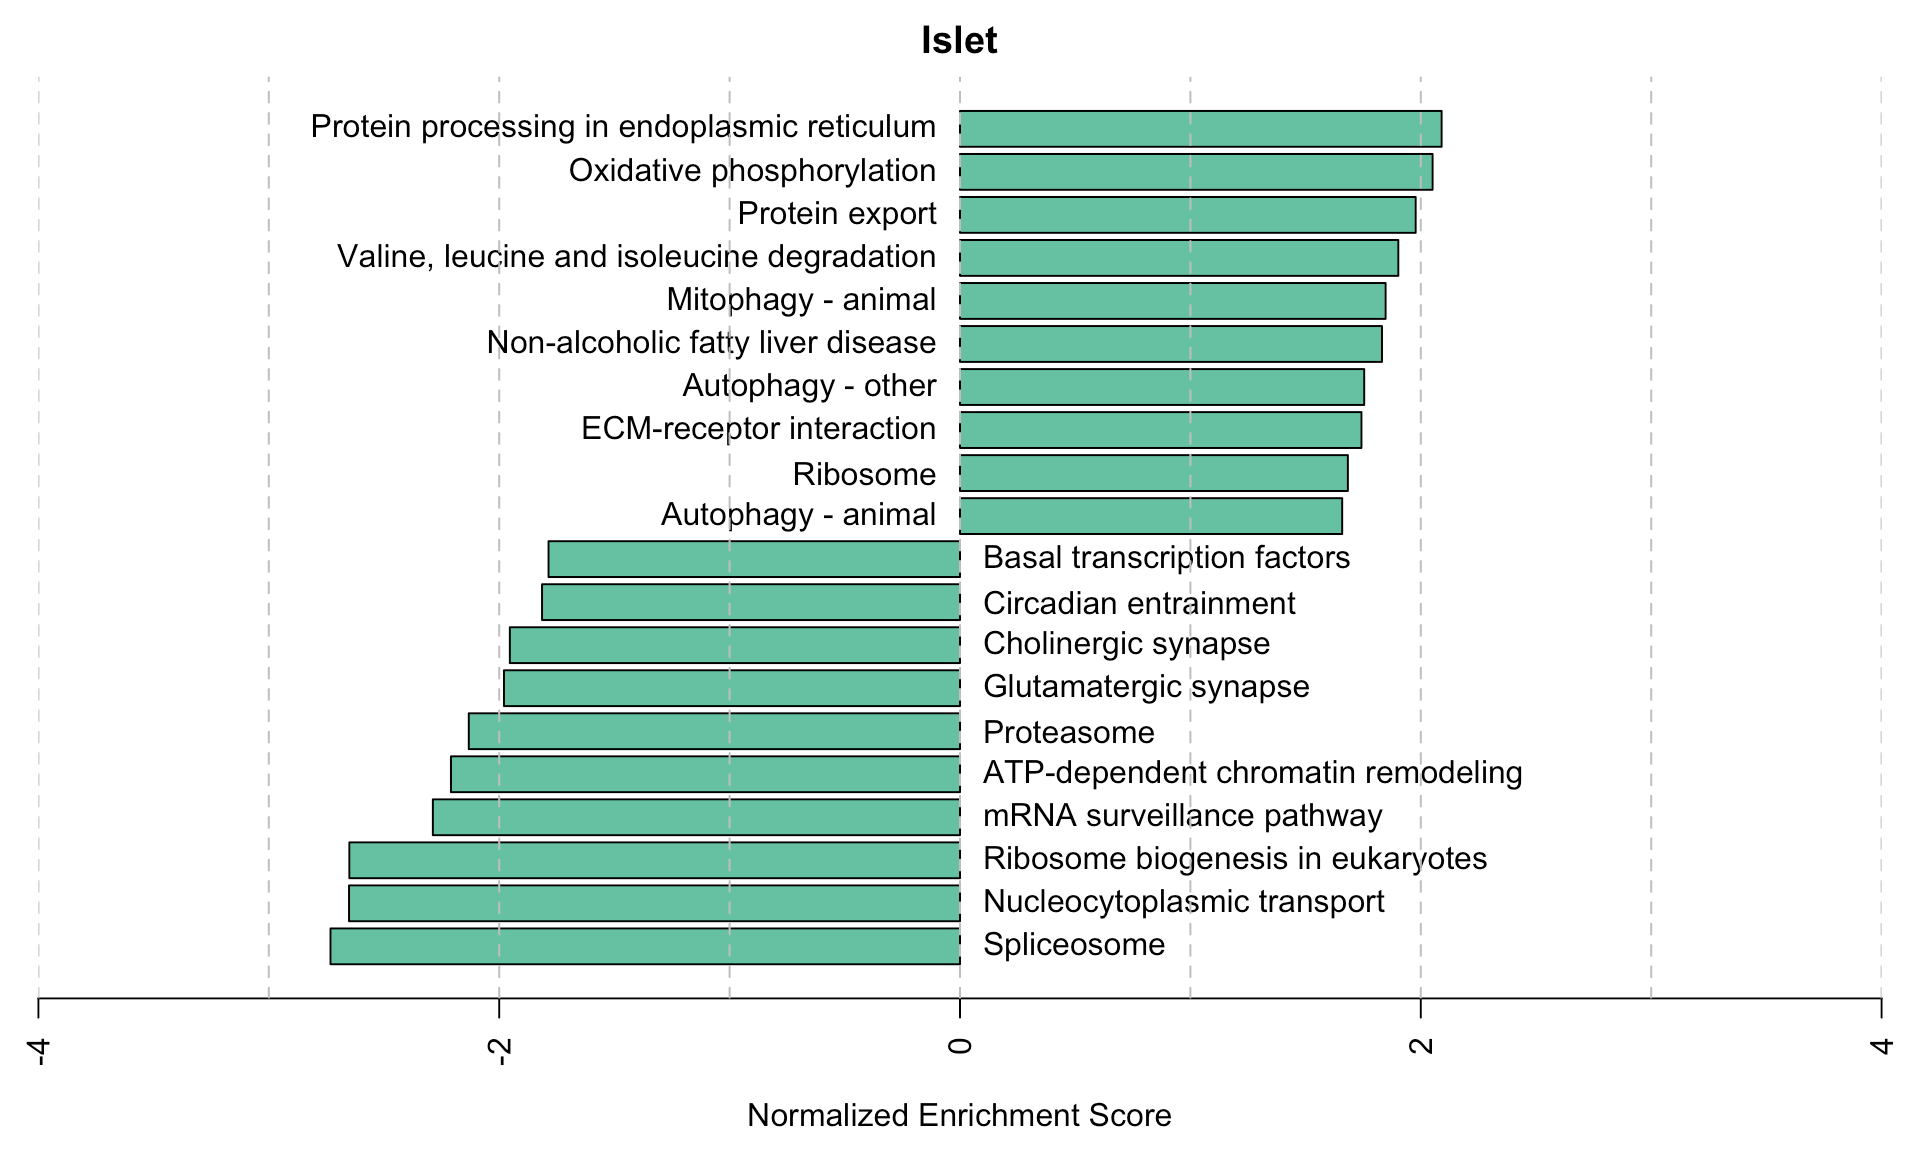 Islet
Protein processing in endoplasmic reticulum
Oxidative phosphorylation
Protein export
Valine, leucine and isoleucine degradation
Mitophagy - animal
Non-alcoholic fatty liver disease
Autophagy - other
ECM-receptor interaction
Ribosome
Autophagy - animal
Basal transcription factors
Circadian entrainment
Cholinergic synapse
Glutamatergic synapse
Proteasome
ATP-dependent chromatin remodeling
mRNA surveillance pathway
Ribosome biogenesis in eukaryotes
Nucleocytoplasmic transport
Spliceosome
-4 -2 0 2 4
Normalized Enrichment Score